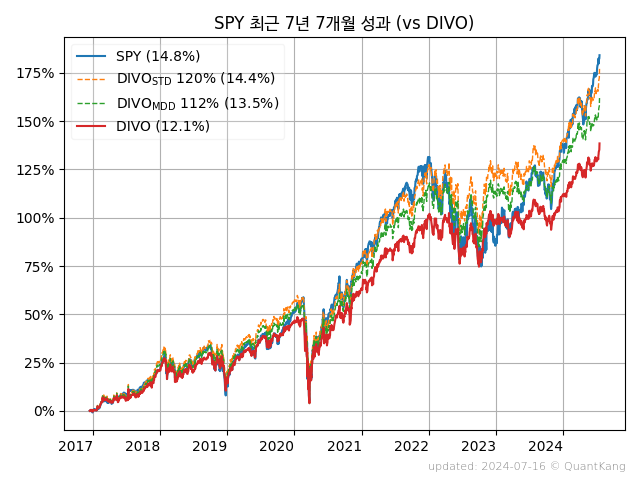 SPY 최근 7년 7개월 성과 (vs DIVO)
SPY (14.8%)
DIVO_STD 120% (14.4%)
DIVO_MDD 112% (13.5%)
DIVO (12.1%)
175%
150%
125%
100%
75%
50%
25%
0%
2017 2018 2019 2020 2021 2022 2023 2024
updated: 2024-07-16 © QuantKang